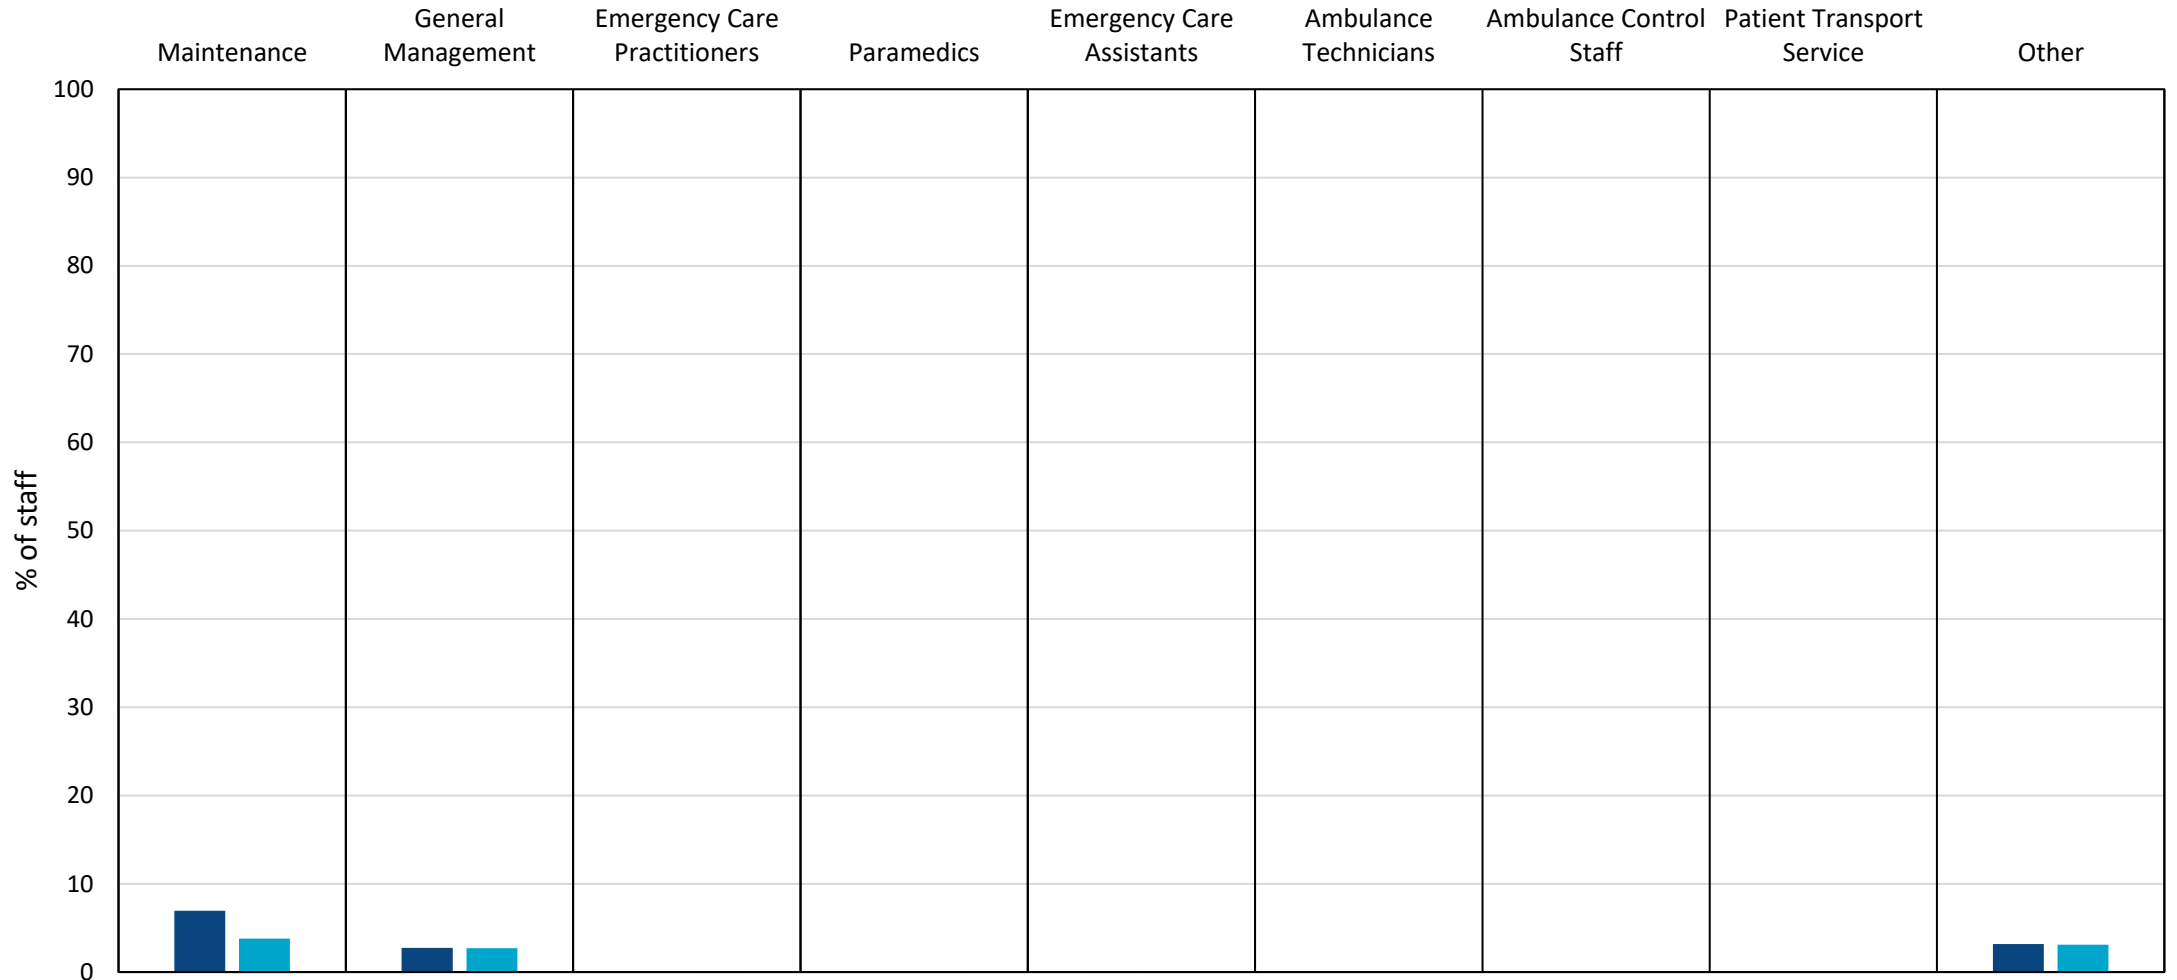 General
Emergency Care
Emergency Care
Ambulance
Ambulance Control
Patient Transport
Maintenance
Management
Practitioners
Paramedics
Assistants
Technicians
Staff
Service
Other
100
90
80
70
60
50
40
30
20
10
0
% of staff